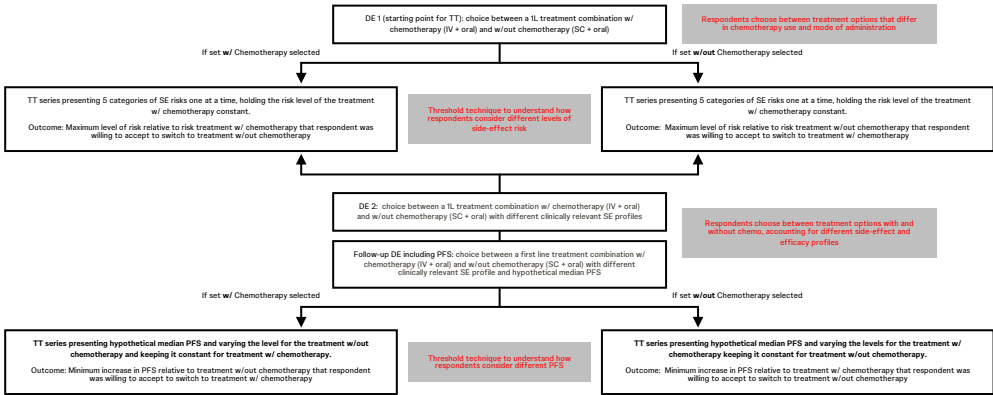 DE 1 (starting point for TT): choice between a 1L treatment combination w/
chemotherapy (IV + oral) and w/out chemotherapy (SC + oral)
Respondents choose between treatment options that differ
in chemotherapy use and mode of administration
If set w/ Chemotherapy selected
If set w/out Chemotherapy selected
TT series presenting 5 categories of SE risks one at a time, holding the risk level of the treatment
w/ chemotherapy constant.
Outcome: Maximum level of risk relative to risk treatment w/ chemotherapy that respondent was
willing to accept to switch to treatment w/out chemotherapy
Threshold technique to understand how
respondents consider different levels of
side-effect risk
TT series presenting 5 categories of SE risks one at a time, holding the risk level of the treatment
w/ chemotherapy constant.
Outcome: Maximum level of risk relative to risk treatment w/out chemotherapy that respondent
was willing to accept to switch to treatment w/ chemotherapy
DE 2: choice between a 1L treatment combination w/ chemotherapy (IV + oral)
and w/out chemotherapy (SC + oral) with different clinically relevant SE profiles
Respondents choose between treatment options with and
without chemo, accounting for different side-effect and
efficacy profiles
Follow-up DE including PFS: choice between a first line treatment combination w/
chemotherapy (IV + oral) and w/out chemotherapy (SC + oral) with different
clinically relevant SE profile and hypothetical median PFS
If set w/ Chemotherapy selected
If set w/out Chemotherapy selected
TT series presenting hypothetical median PFS and varying the level for the treatment w/out
chemotherapy and keeping it constant for treatment w/ chemotherapy.
Outcome: Minimum increase in PFS relative to treatment w/out chemotherapy that respondent
was willing to accept to switch to treatment w/ chemotherapy
Threshold technique to understand how
respondents consider different PFS
TT series presenting hypothetical median PFS and varying the levels for the treatment w/
chemotherapy keeping it constant for treatment w/out chemotherapy.
Outcome: Minimum increase in PFS relative to treatment w/ chemotherapy that respondent was
willing to accept to switch to treatment w/out chemotherapy